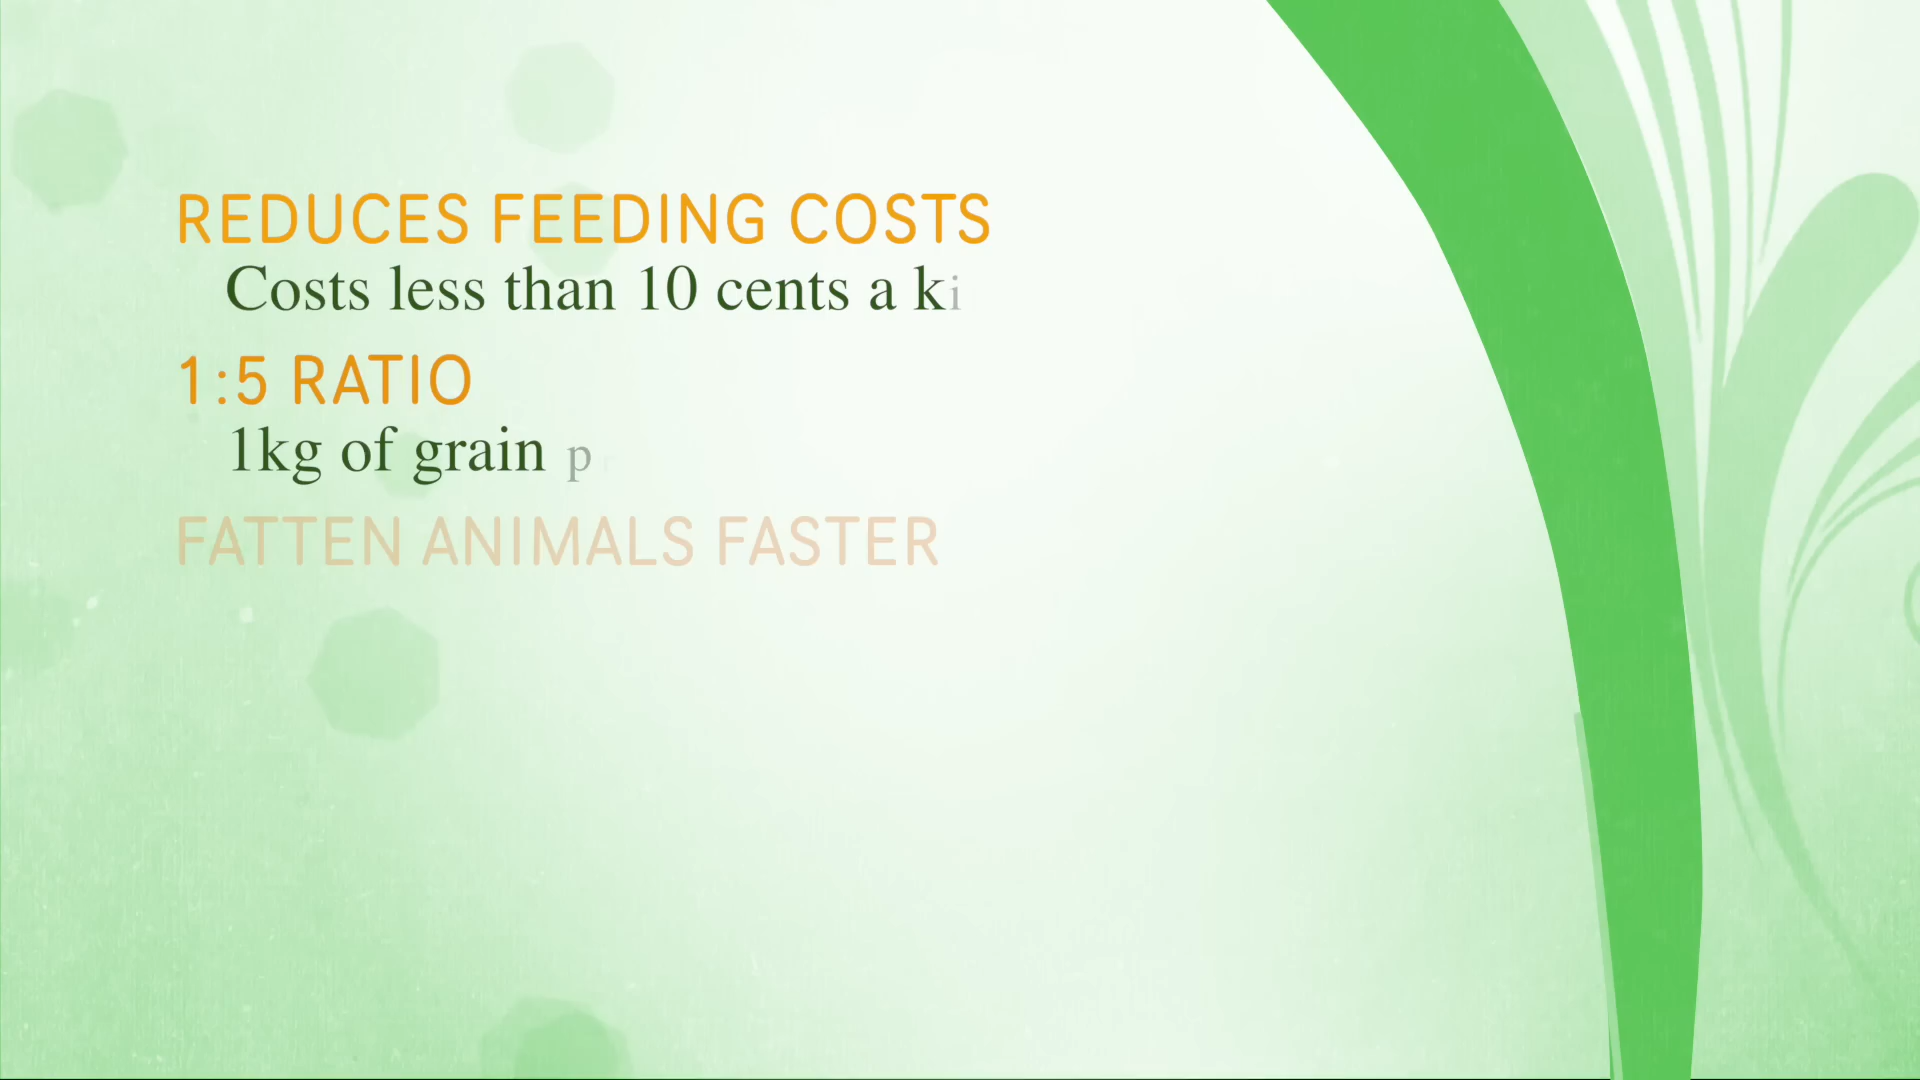 REDUCES FEEDING COSTS
Costs less than 10 cents a ki
1:5 RATIO
1kg of grain p
FATTEN ANIMALS FASTER